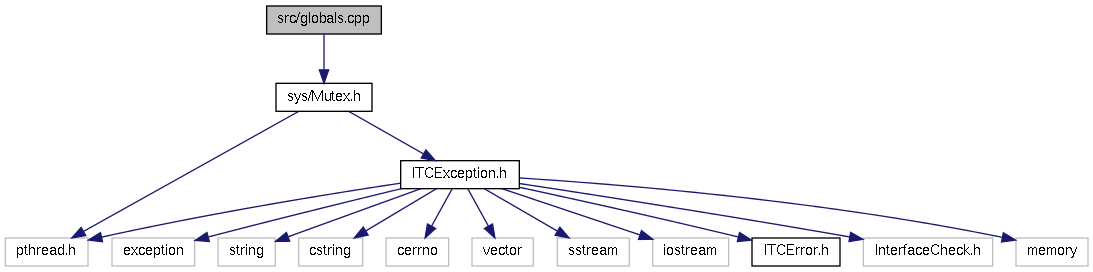 src/globals.cpp
sys/Mutex.h
ITCException.h
pthread.h
exception
string
cstring
cerrno
vector
sstream
iostream
ITCError.h
InterfaceCheck.h
memory